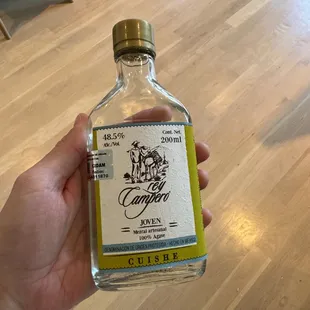 48.5%
Alc./Vol.
Cont. Net.
200ml
rey
Campero
JOVEN
Mezcal artesanal
100% Agave
CUISHE